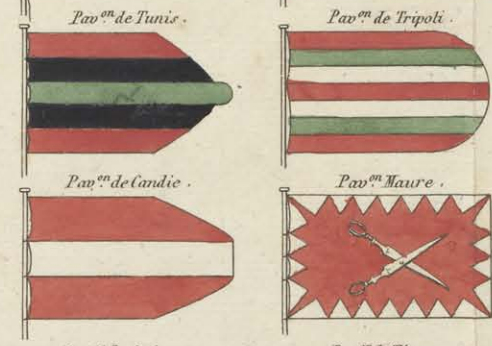 Pav.on de Tunis.
Pav.on de Tripoli.
Pav.on de Candie.
Pav.on Maure.